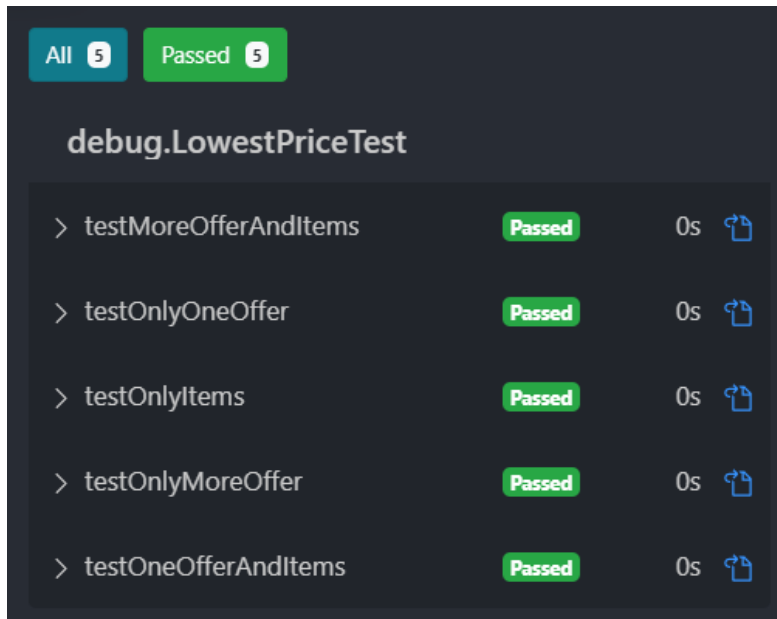 All 5 Passed 5
debug.LowestPriceTest
testMoreOfferAndItems Passed 0s
testOnlyOneOffer Passed 0s
testOnlyItems Passed 0s
testOnlyMoreOffer Passed 0s
testOneOfferAndItems Passed 0s